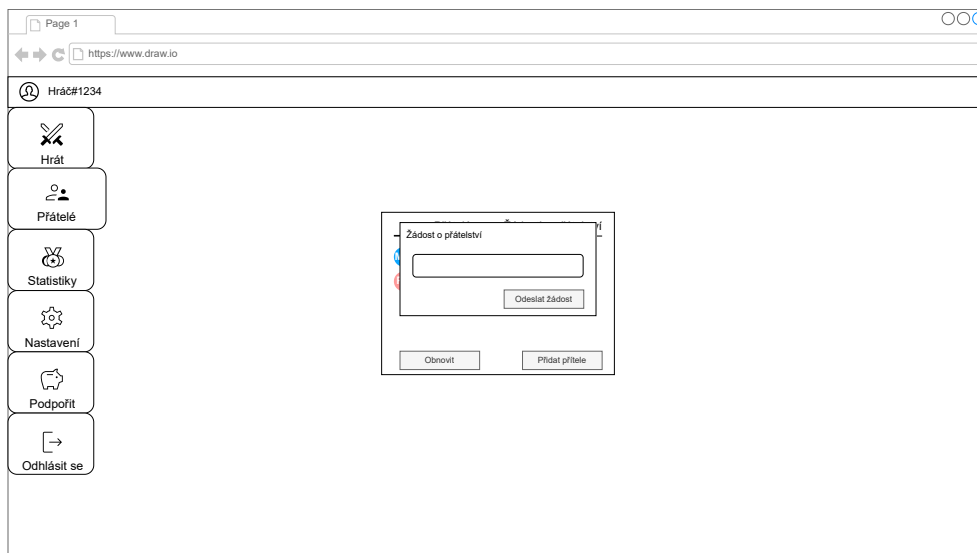 Page 1
https://www.draw.io
Hráč#1234
Hrát
Přátelé
Statistiky
Nastavení
Podpořit
Odhlásit se
Žádost o přátelství
Odeslat žádost
Obnovit
Přidat přítele